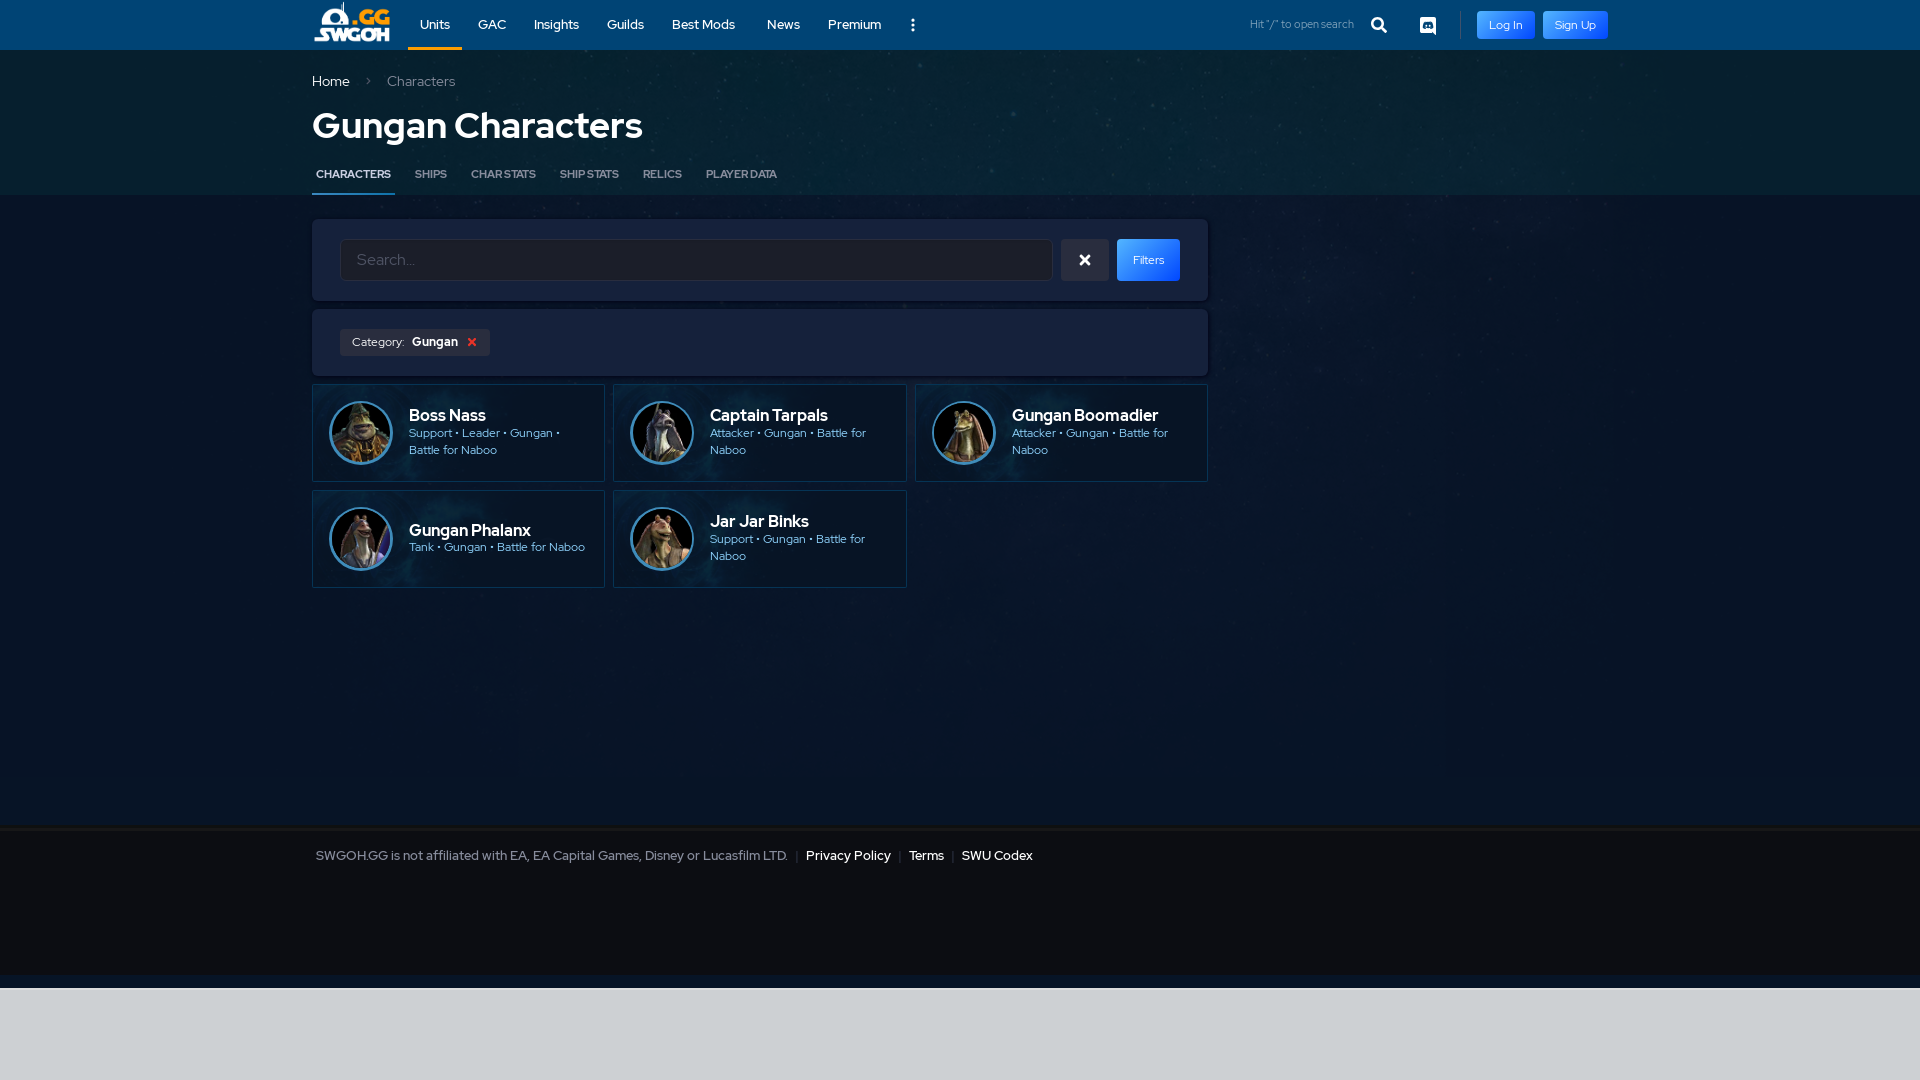 .GG
SWGOH
Units
GAC
Insights
Guilds
Best Mods
News
Premium
Hit "/" to open search
Log In
Sign Up
Home
Characters
Gungan Characters
CHARACTERS
SHIPS
CHAR STATS
SHIP STATS
RELICS
PLAYER DATA
Search...
Filters
Category: Gungan
Boss Nass
Support • Leader • Gungan •
Battle for Naboo
Captain Tarpals
Attacker • Gungan • Battle for
Naboo
Gungan Boomadier
Attacker • Gungan • Battle for
Naboo
Gungan Phalanx
Tank • Gungan • Battle for Naboo
Jar Jar Binks
Support • Gungan • Battle for
Naboo
SWGOH.GG is not affiliated with EA, EA Capital Games, Disney or Lucasfilm LTD. | Privacy Policy | Terms | SWU Codex